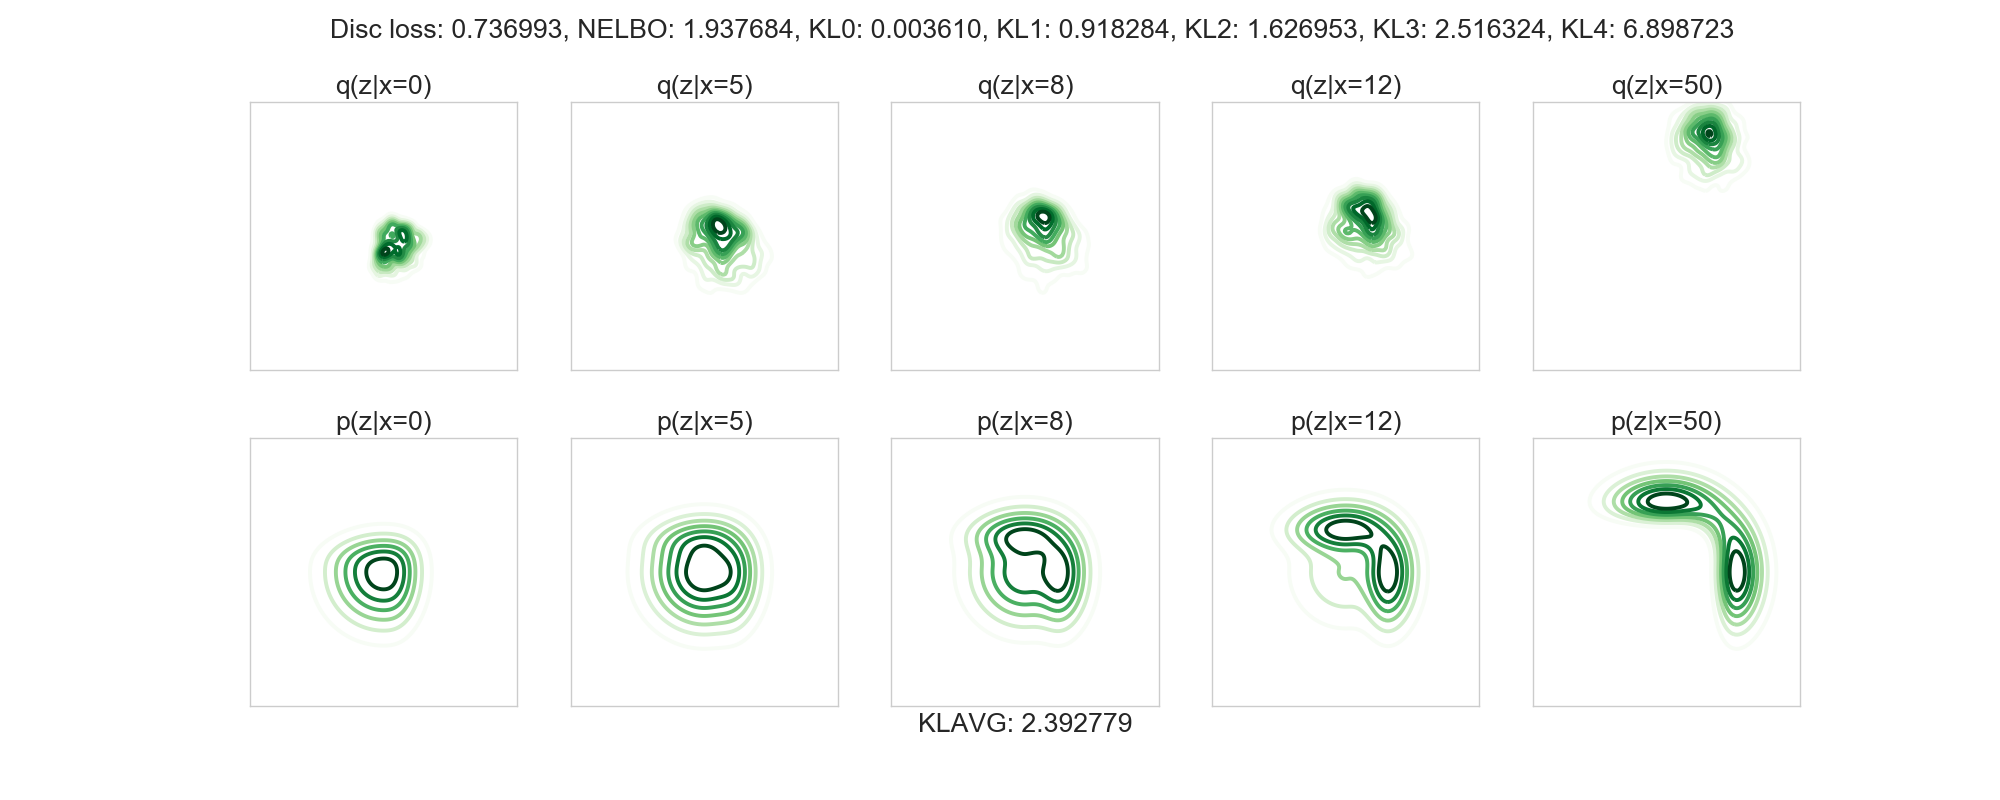 Disc loss: 0.736993, NELBO: 1.937684, KL0: 0.003610, KL1: 0.918284, KL2: 1.626953, KL3: 2.516324, KL4: 6.898723
q(z|x=0) q(z|x=5) q(z|x=8) q(z|x=12) q(z|x=50)
p(z|x=0) p(z|x=5) p(z|x=8) p(z|x=12) p(z|x=50)
KLAVG: 2.392779